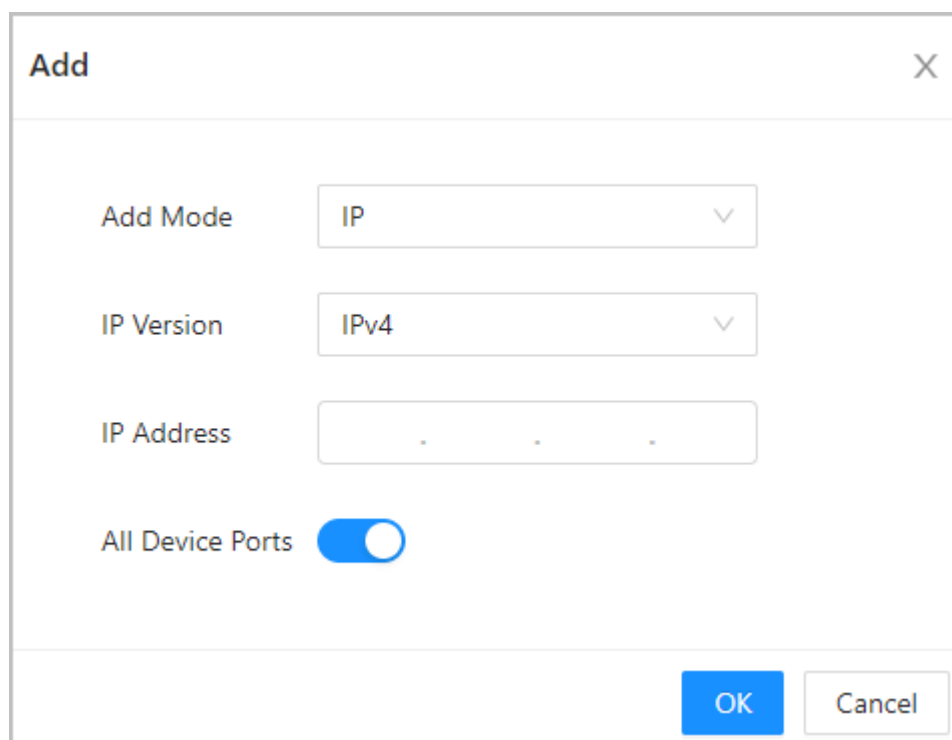 Add X
Add Mode IP
IP Version IPv4
IP Address . . .
All Device Ports
OK Cancel